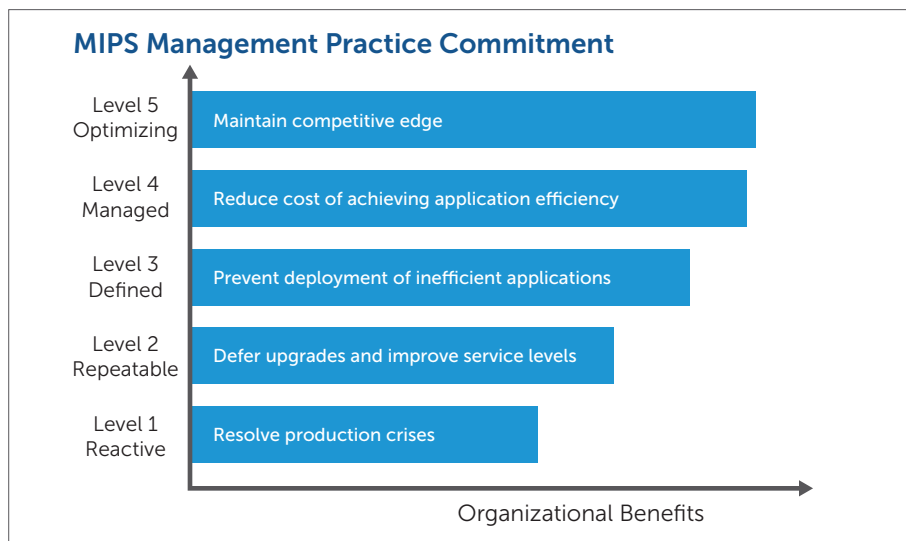 MIPS Management Practice Commitment
Level 5
Optimizing
Maintain competitive edge
Level 4
Managed
Reduce cost of achieving application efficiency
Level 3
Defined
Prevent deployment of inefficient applications
Level 2
Repeatable
Defer upgrades and improve service levels
Level 1
Reactive
Resolve production crises
Organizational Benefits